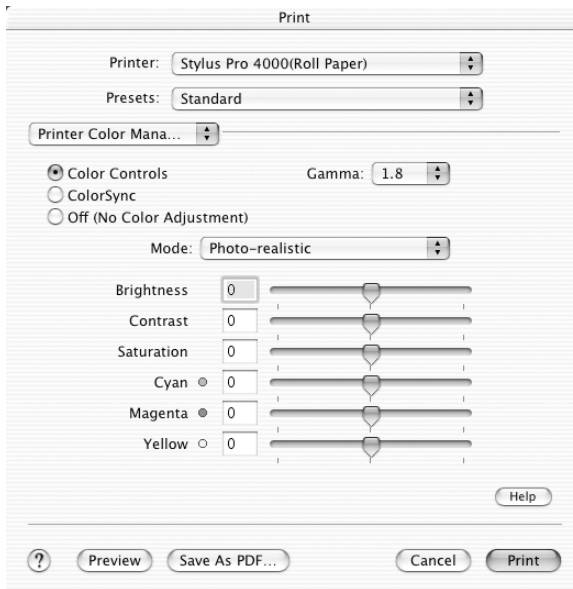 Print
Printer: Stylus Pro 4000(Roll Paper)
Presets: Standard
Printer Color Mana...
Color Controls Gamma: 1.8
ColorSync
Off (No Color Adjustment)
Mode: Photo-realistic
Brightness 0
Contrast 0
Saturation 0
Cyan 0
Magenta 0
Yellow 0
Help
? Preview Save As PDF... Cancel Print